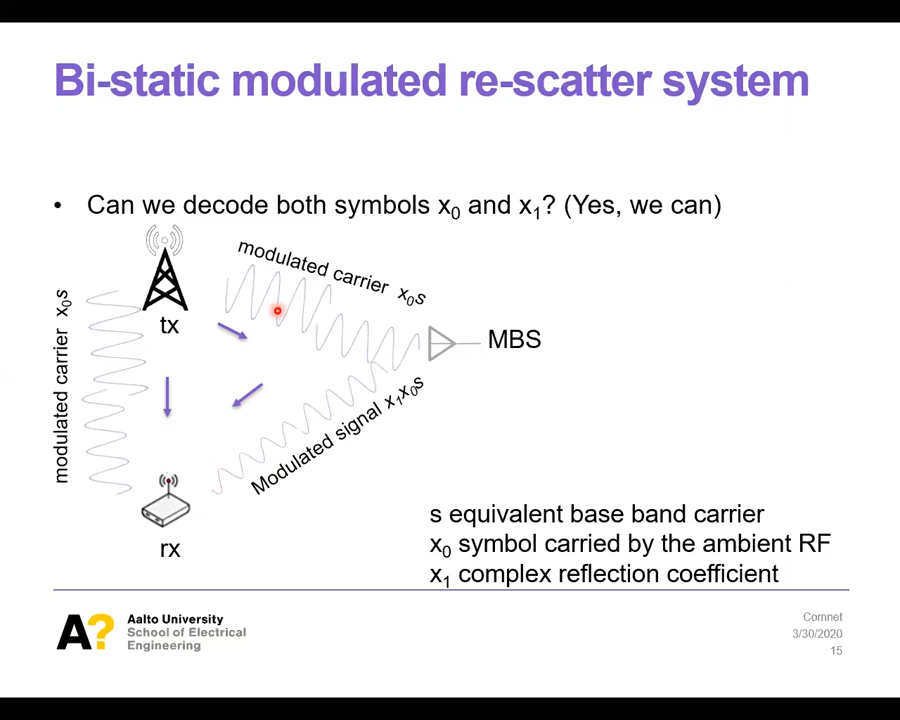 Bi-static modulated re-scatter system
• Can we decode both symbols x₀ and x₁? (Yes, we can)
modulated carrier x₀s
tx
modulated carrier x₀s
MBS
Modulated signal x₁x₀s
rx
s equivalent base band carrier
x₀ symbol carried by the ambient RF
x₁ complex reflection coefficient
A?
Aalto University
School of Electrical
Engineering
Comnet
3/30/2020
15